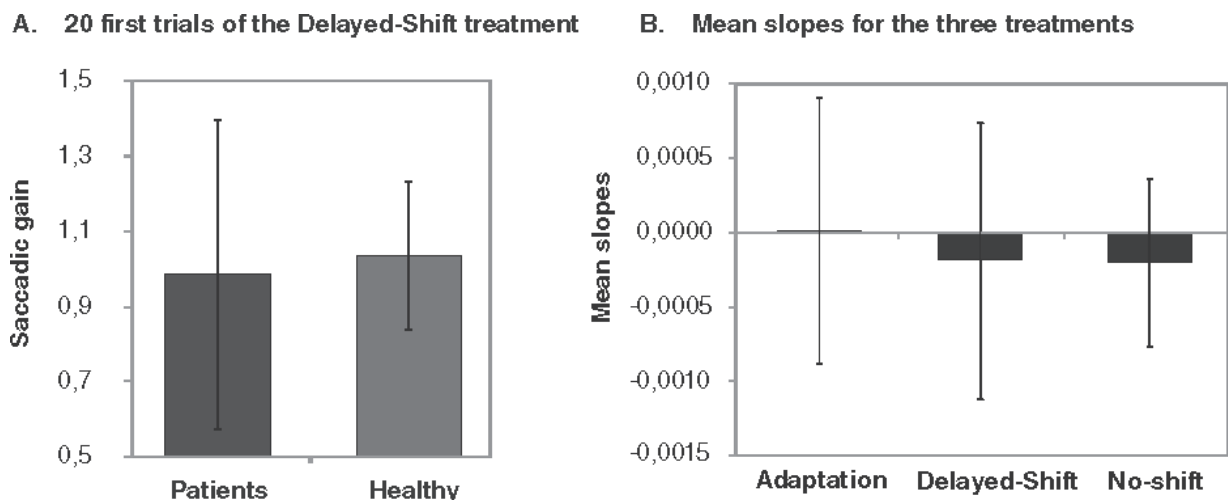 A. 20 first trials of the Delayed-Shift treatment
Saccadic gain
1,5
1,3
1,1
0,9
0,7
0,5
Patients Healthy
B. Mean slopes for the three treatments
Mean slopes
0,0010
0,0005
0,0000
-0,0005
-0,0010
-0,0015
Adaptation Delayed-Shift No-shift